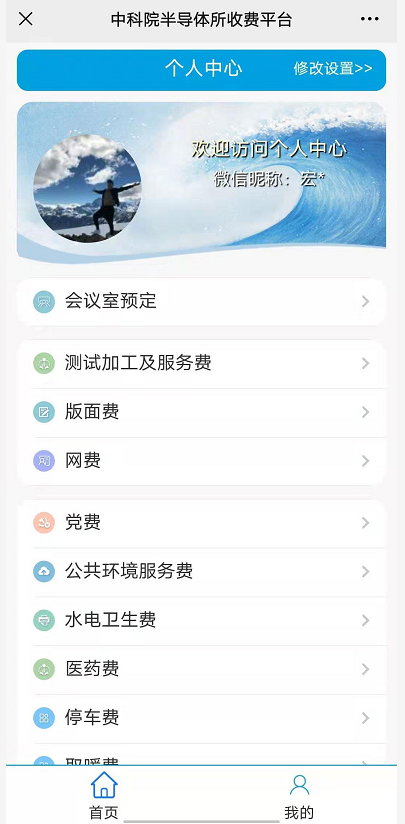 中科院半导体所收费平台
个人中心
修改设置>>
欢迎访问个人中心
微信昵称：宏*
会议室预定
测试加工及服务费
版面费
网费
党费
公共环境服务费
水电卫生费
医药费
停车费
取暖费
首页
我的